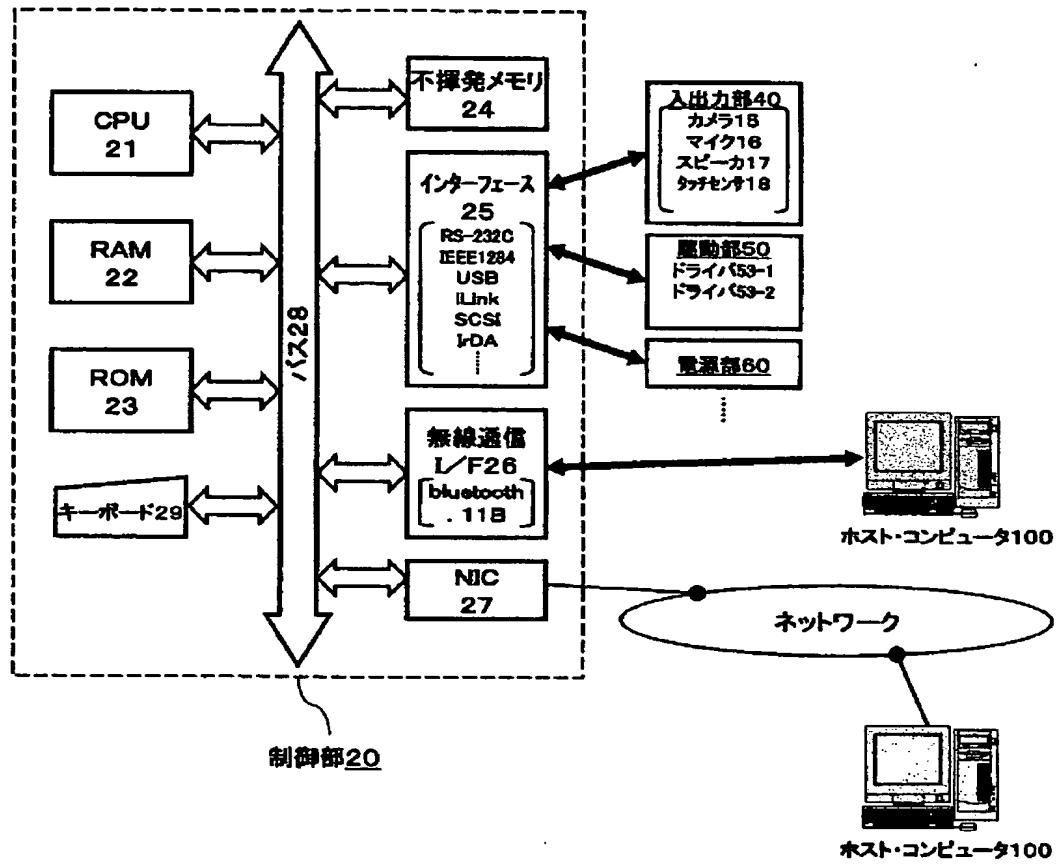 CPU
21
RAM
22
ROM
23
キーボード29
バス28
不揮発メモリ
24
インターフェース
25
RS-232C
IEEE1284
USB
iLink
SCSI
IrDA
無線通信
I/F26
bluetooth
.11B
NIC
27
入出力部40
カメラ15
マイク16
スピーカ17
タッチセンサ18
駆動部50
ドライバ53-1
ドライバ53-2
電源部60
ホスト・コンピュータ100
ネットワーク
ホスト・コンピュータ100
制御部20